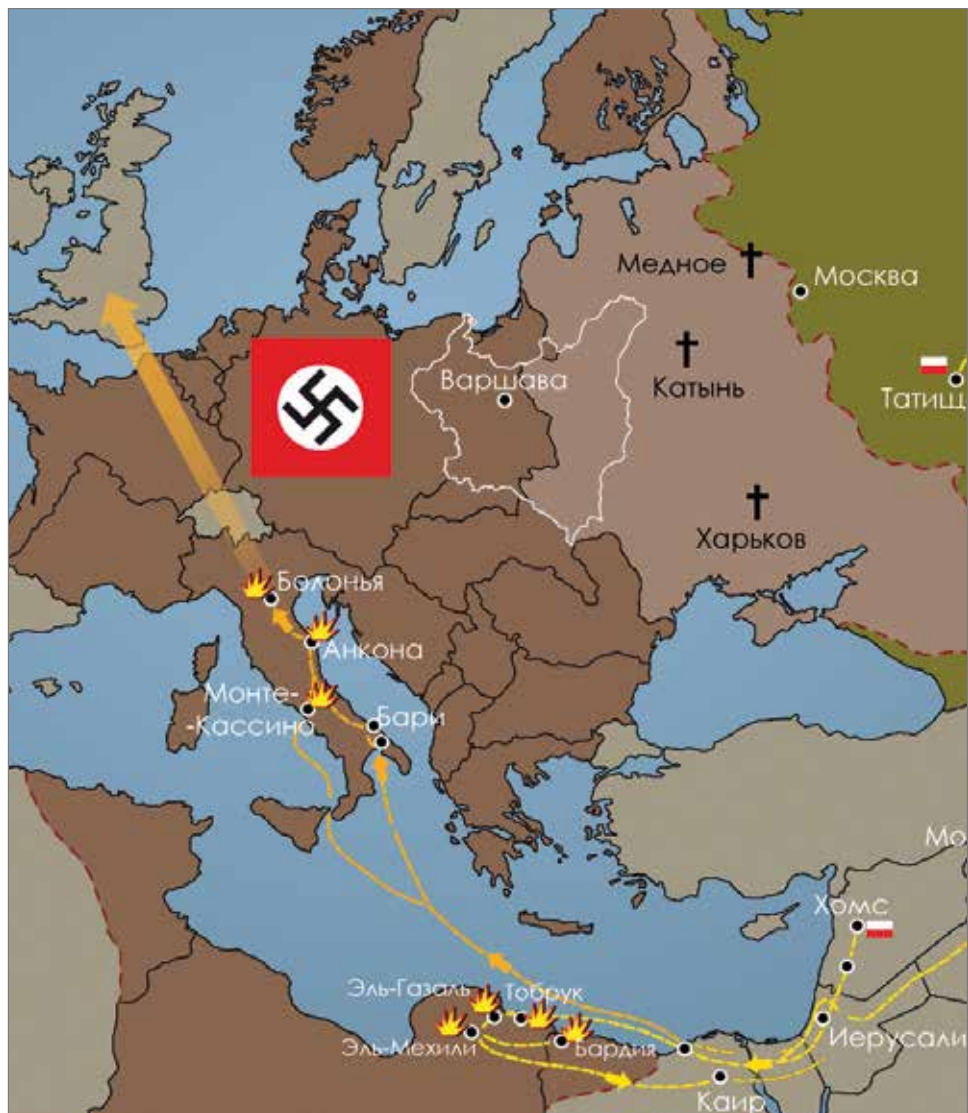 Медное
Москва
Варшава
Катынь
Татищ
Харьков
Болонья
Анкона
Монте-
-Кассино
Бари
Мо
Хомс
Эль-Газаль
Тобрук
Эль-Мехили
Бардия
Иерусали
Каир